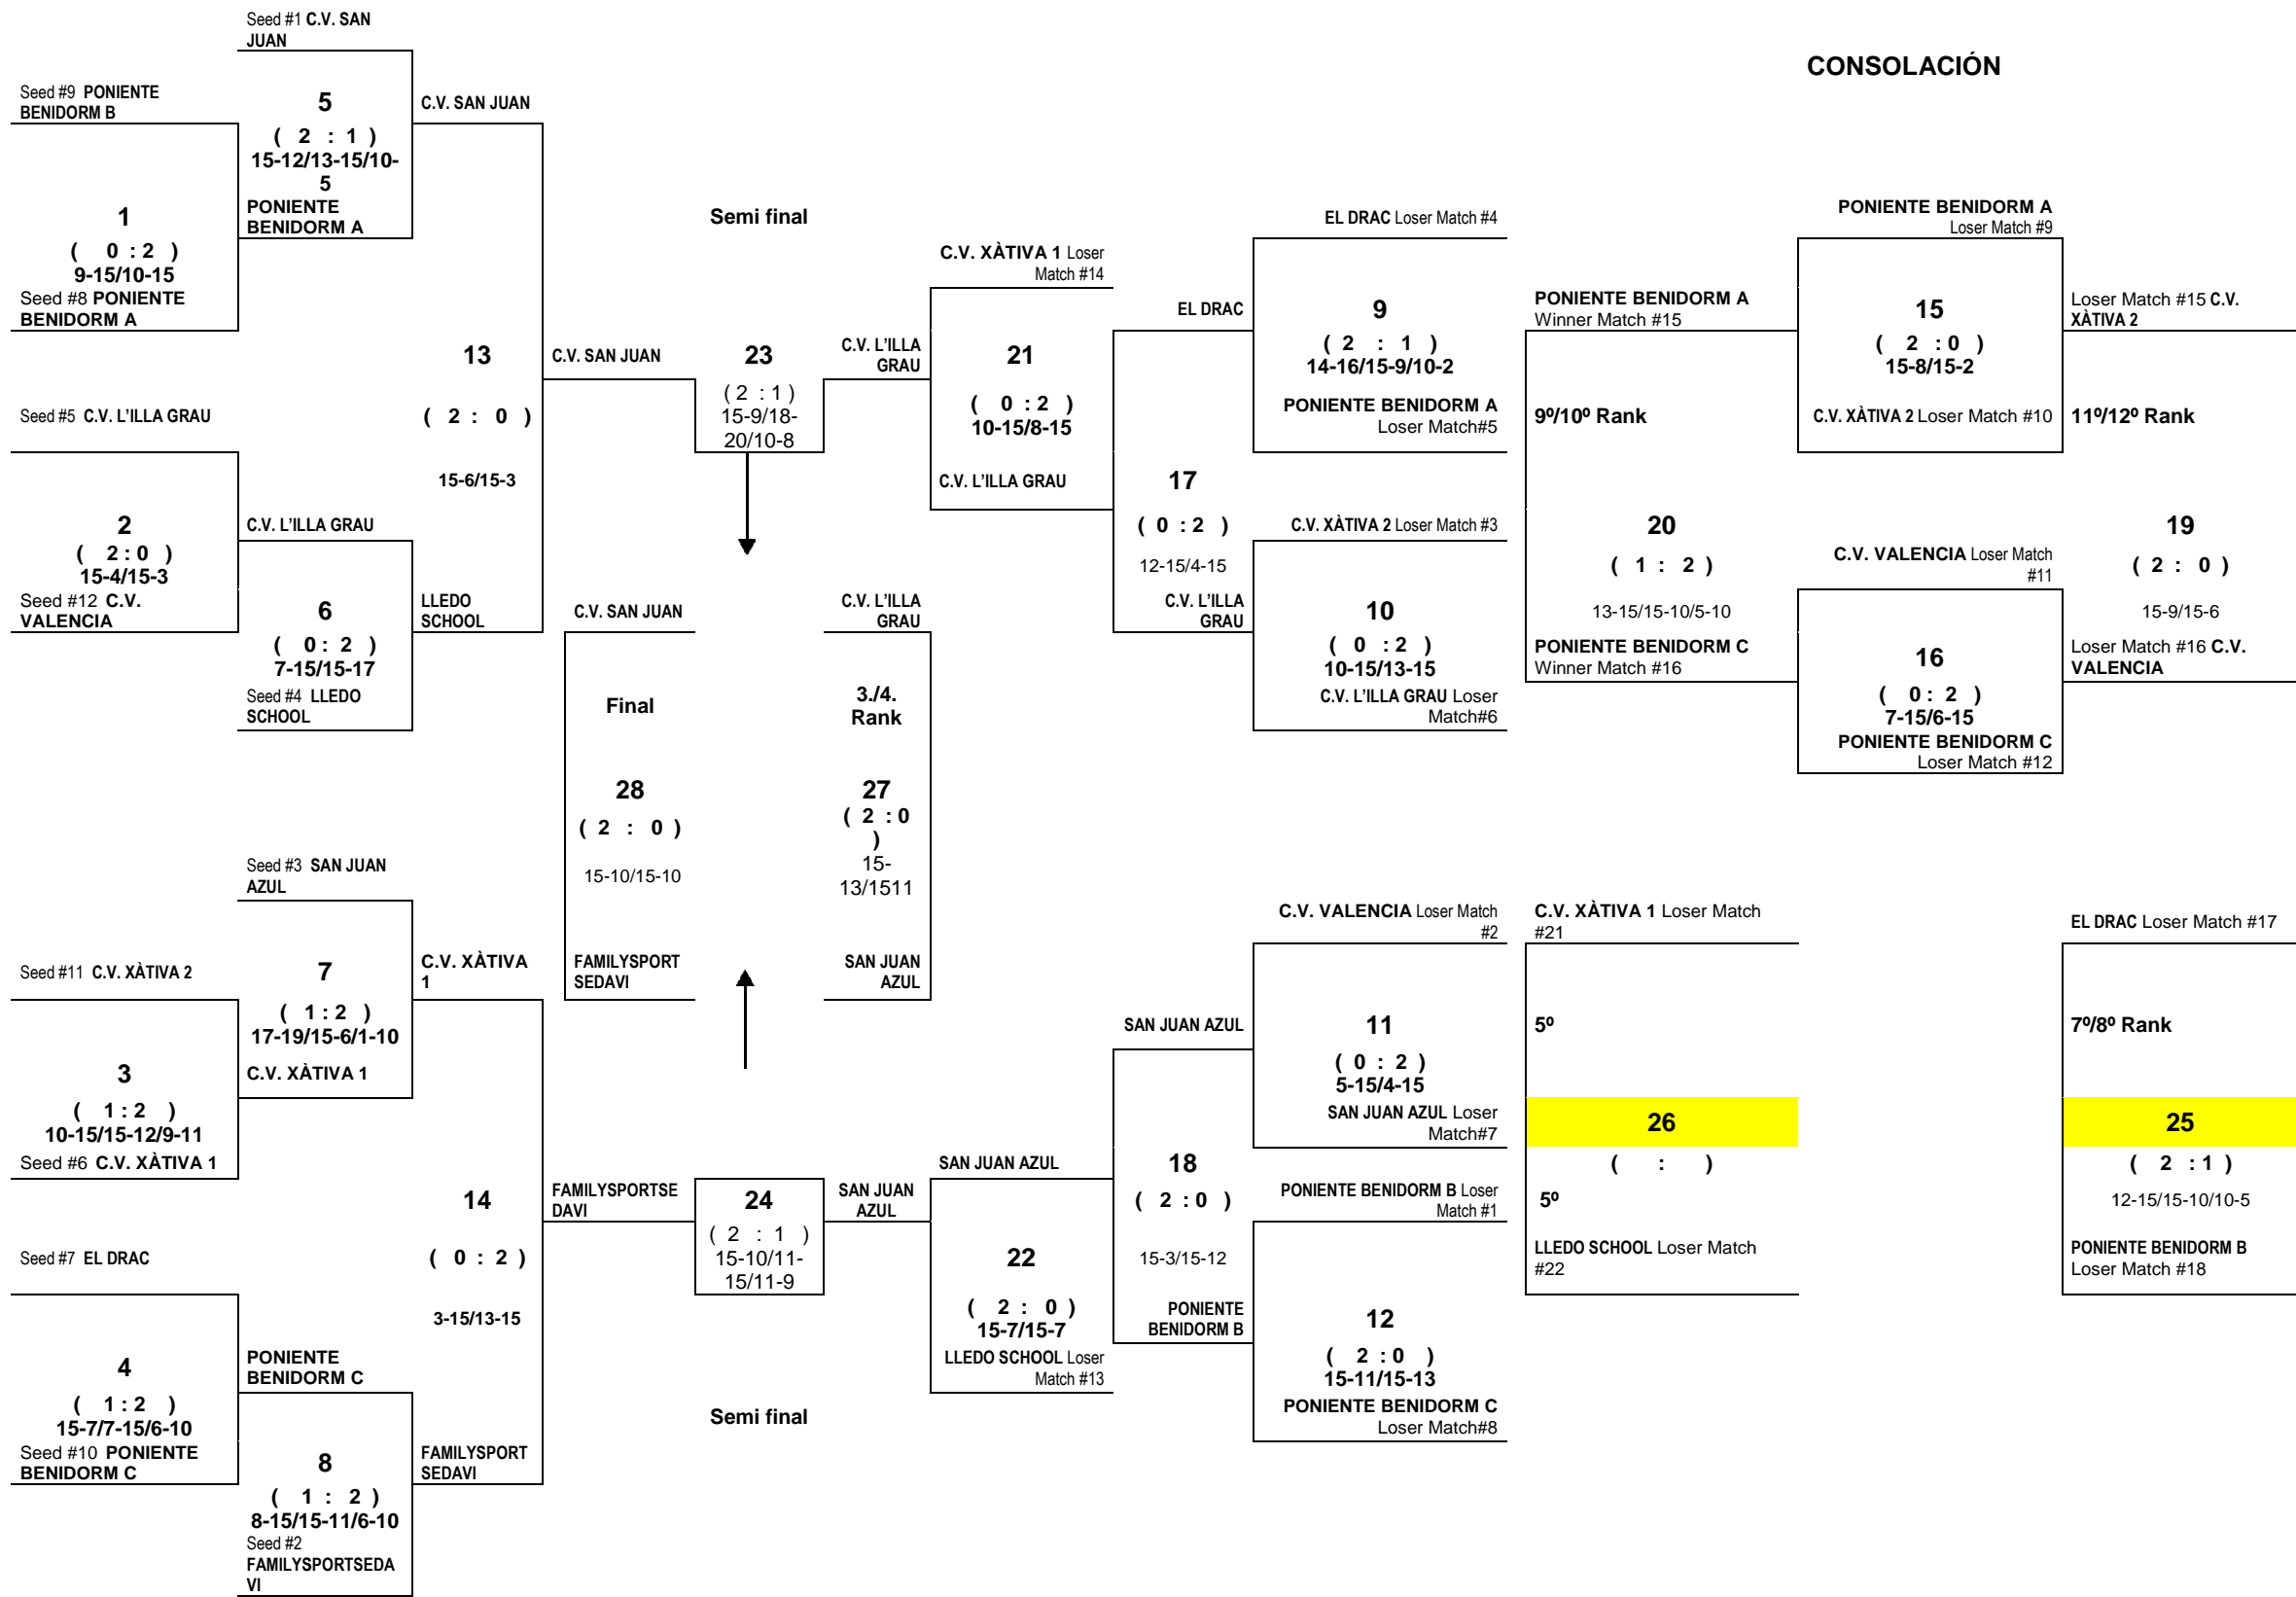 Seed #1 C.V. SAN
JUAN
Seed #9 PONIENTE
BENIDORM B
5
( 2 : 1 )
15-12/13-15/10-
5
C.V. SAN JUAN
1
( 0 : 2 )
9-15/10-15
Seed #8 PONIENTE
BENIDORM A
PONIENTE
BENIDORM A
Seed #5 C.V. L'ILLA GRAU
13
( 2 : 0 )
15-6/15-3
2
( 2 : 0 )
15-4/15-3
Seed #12 C.V.
VALENCIA
C.V. L'ILLA GRAU
6
( 0 : 2 )
7-15/15-17
Seed #4 LLEDO
SCHOOL
LLEDO
SCHOOL
C.V. SAN JUAN
Semi final
23
( 2 : 1 )
15-9/18-
20/10-8
C.V. L'ILLA
GRAU
C.V. SAN JUAN
Final
28
( 2 : 0 )
15-10/15-10
FAMILYSPORT
SEDAVI
C.V. L'ILLA
GRAU
3./4.
Rank
27
( 2 : 0
)
15-
13/1511
SAN JUAN
AZUL
Seed #3 SAN JUAN
AZUL
Seed #11 C.V. XÀTIVA 2
7
( 1 : 2 )
17-19/15-6/1-10
C.V. XÀTIVA 1
C.V. XÀTIVA
1
3
( 1 : 2 )
10-15/15-12/9-11
Seed #6 C.V. XÀTIVA 1
14
( 0 : 2 )
3-15/13-15
Seed #7 EL DRAC
4
( 1 : 2 )
15-7/7-15/6-10
Seed #10 PONIENTE
BENIDORM C
PONIENTE
BENIDORM C
8
( 1 : 2 )
8-15/15-11/6-10
Seed #2
FAMILYSPORTSEDA
VI
FAMILYSPORT
SEDAVI
FAMILYSPORTSE
DAVI
24
( 2 : 1 )
15-10/11-
15/11-9
SAN JUAN
AZUL
Semi final
C.V. XÀTIVA 1 Loser
Match #14
21
( 0 : 2 )
10-15/8-15
C.V. L'ILLA GRAU
EL DRAC
17
( 0 : 2 )
12-15/4-15
C.V. L'ILLA
GRAU
EL DRAC Loser Match #4
9
( 2 : 1 )
14-16/15-9/10-2
PONIENTE BENIDORM A
Loser Match#5
C.V. XÀTIVA 2 Loser Match #3
10
( 0 : 2 )
10-15/13-15
C.V. L'ILLA GRAU Loser
Match#6
SAN JUAN AZUL
22
( 2 : 0 )
15-7/15-7
LLEDO SCHOOL Loser
Match #13
SAN JUAN AZUL
18
( 2 : 0 )
15-3/15-12
PONIENTE
BENIDORM B
C.V. VALENCIA Loser Match
#2
11
( 0 : 2 )
5-15/4-15
SAN JUAN AZUL Loser
Match#7
PONIENTE BENIDORM B Loser
Match #1
12
( 2 : 0 )
15-11/15-13
PONIENTE BENIDORM C
Loser Match#8
CONSOLACIÓN
PONIENTE BENIDORM A
Winner Match #15
9º/10º Rank
20
( 1 : 2 )
13-15/15-10/5-10
PONIENTE BENIDORM C
Winner Match #16
PONIENTE BENIDORM A
Loser Match #9
15
( 2 : 0 )
15-8/15-2
C.V. XÀTIVA 2 Loser Match #10
C.V. VALENCIA Loser Match
#11
16
( 0 : 2 )
7-15/6-15
PONIENTE BENIDORM C
Loser Match #12
Loser Match #15 C.V.
XÀTIVA 2
11º/12º Rank
19
( 2 : 0 )
15-9/15-6
Loser Match #16 C.V.
VALENCIA
C.V. XÀTIVA 1 Loser Match
#21
5º
26
( : )
5º
LLEDO SCHOOL Loser Match
#22
EL DRAC Loser Match #17
7º/8º Rank
25
( 2 : 1 )
12-15/15-10/10-5
PONIENTE BENIDORM B
Loser Match #18